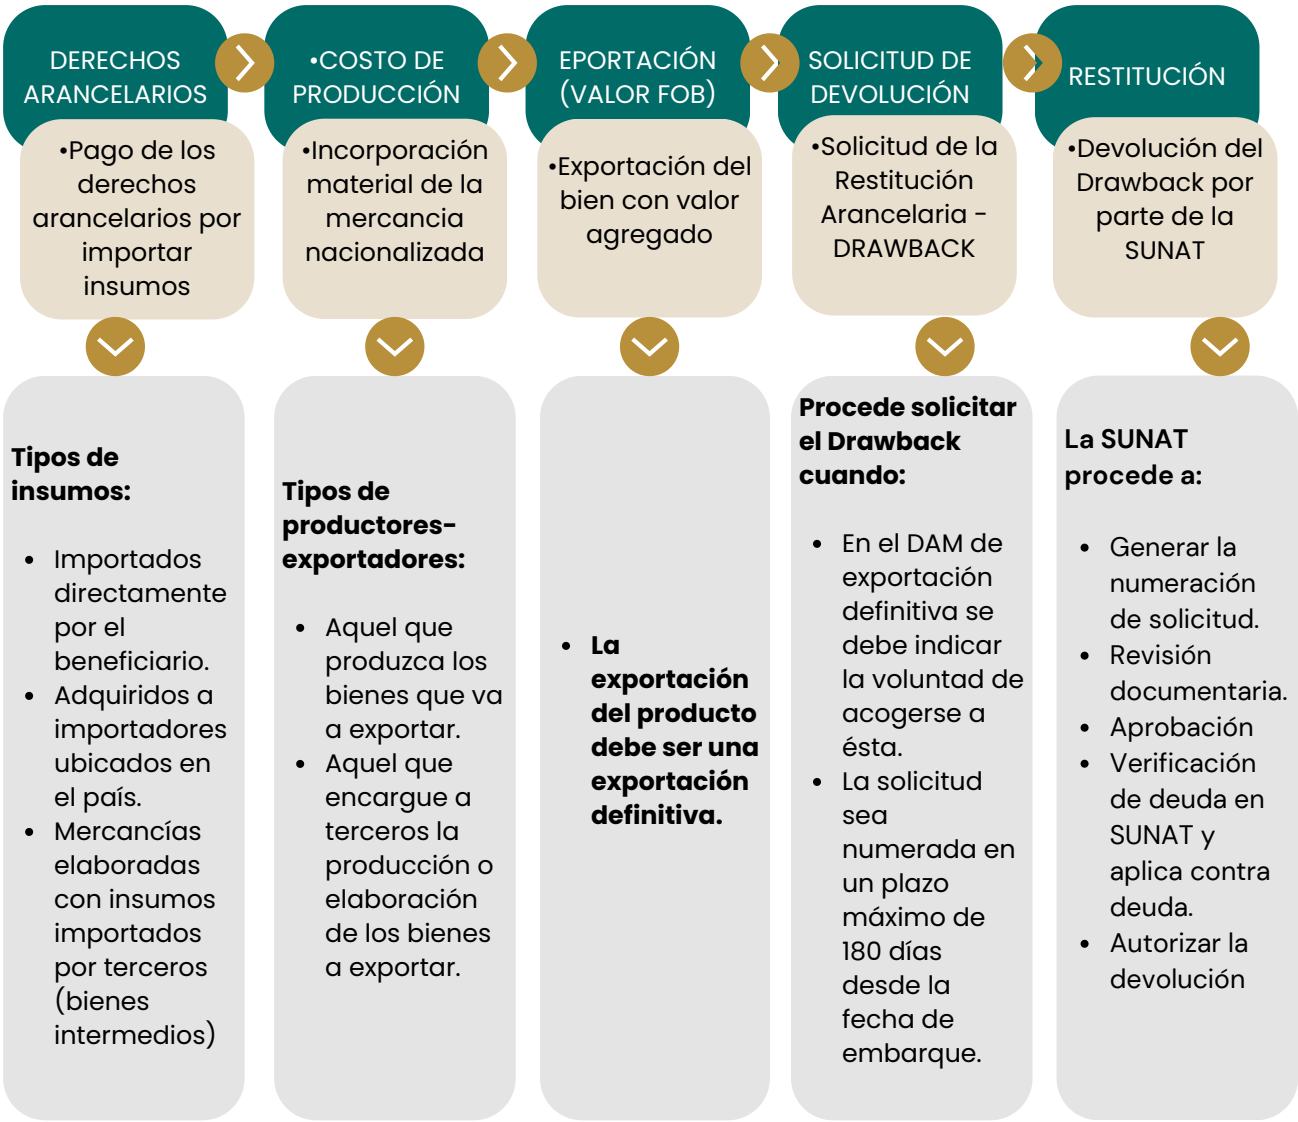 DERECHOS
ARANCELARIOS
•Pago de los
derechos
arancelarios por
importar
insumos
Tipos de
insumos:
• Importados
directamente
por el
beneficiario.
• Adquiridos a
importadores
ubicados en
el país.
• Mercancías
elaboradas
con insumos
importados
por terceros
(bienes
intermedios)
•COSTO DE
PRODUCCIÓN
•Incorporación
material de la
mercancia
nacionalizada
Tipos de
productores-
exportadores:
• Aquel que
produzca los
bienes que va
a exportar.
• Aquel que
encargue a
terceros la
producción o
elaboración
de los bienes
a exportar.
EPORTACIÓN
(VALOR FOB)
•Exportación del
bien con valor
agregado
• La
exportación
del producto
debe ser una
exportación
definitiva.
SOLICITUD DE
DEVOLUCIÓN
•Solicitud de la
Restitución
Arancelaria -
DRAWBACK
Procede solicitar
el Drawback
cuando:
• En el DAM de
exportación
definitiva se
debe indicar
la voluntad de
acogerse a
ésta.
• La solicitud
sea
numerada en
un plazo
máximo de
180 días
desde la
fecha de
embarque.
RESTITUCIÓN
•Devolución del
Drawback por
parte de la
SUNAT
La SUNAT
procede a:
• Generar la
numeración
de solicitud.
• Revisión
documentaria.
• Aprobación
• Verificación
de deuda en
SUNAT y
aplica contra
deuda.
• Autorizar la
devolución